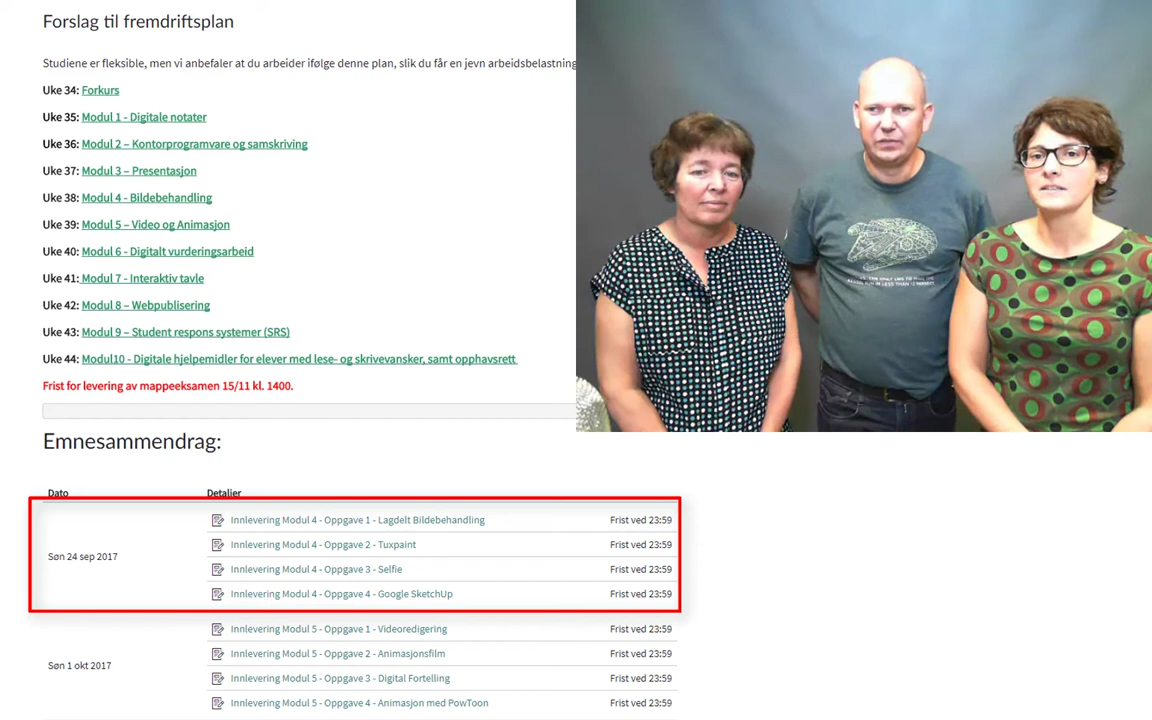 Forslag til fremdriftsplan
Studiene er fleksible, men vi anbefaler at du arbeider ifølge denne plan, slik du får en jevn arbeidsbelastning
Uke 34: Forkurs
Uke 35: Modul 1 - Digitale notater
Uke 36: Modul 2 – Kontorprogramvare og samskriving
Uke 37: Modul 3 – Presentasjon
Uke 38: Modul 4 - Bildebehandling
Uke 39: Modul 5 – Video og Animasjon
Uke 40: Modul 6 - Digitalt vurderingsarbeid
Uke 41: Modul 7 - Interaktiv tavle
Uke 42: Modul 8 – Webpublisering
Uke 43: Modul 9 – Student respons systemer (SRS)
Uke 44: Modul10 - Digitale hjelpemidler for elever med lese- og skrivevansker, samt opphavsrett
Frist for levering av mappeeksamen 15/11 kl. 1400.
Emnesammendrag:
Dato Detaljer
Søn 24 sep 2017
Innlevering Modul 4 - Oppgave 1 - Lagdelt Bildebehandling Frist ved 23:59
Innlevering Modul 4 - Oppgave 2 - Tuxpaint Frist ved 23:59
Innlevering Modul 4 - Oppgave 3 - Selfie Frist ved 23:59
Innlevering Modul 4 - Oppgave 4 - Google SketchUp Frist ved 23:59
Søn 1 okt 2017
Innlevering Modul 5 - Oppgave 1 - Videoredigering Frist ved 23:59
Innlevering Modul 5 - Oppgave 2 - Animasjonsfilm Frist ved 23:59
Innlevering Modul 5 - Oppgave 3 - Digital Fortelling Frist ved 23:59
Innlevering Modul 5 - Oppgave 4 - Animasjon med PowToon Frist ved 23:59